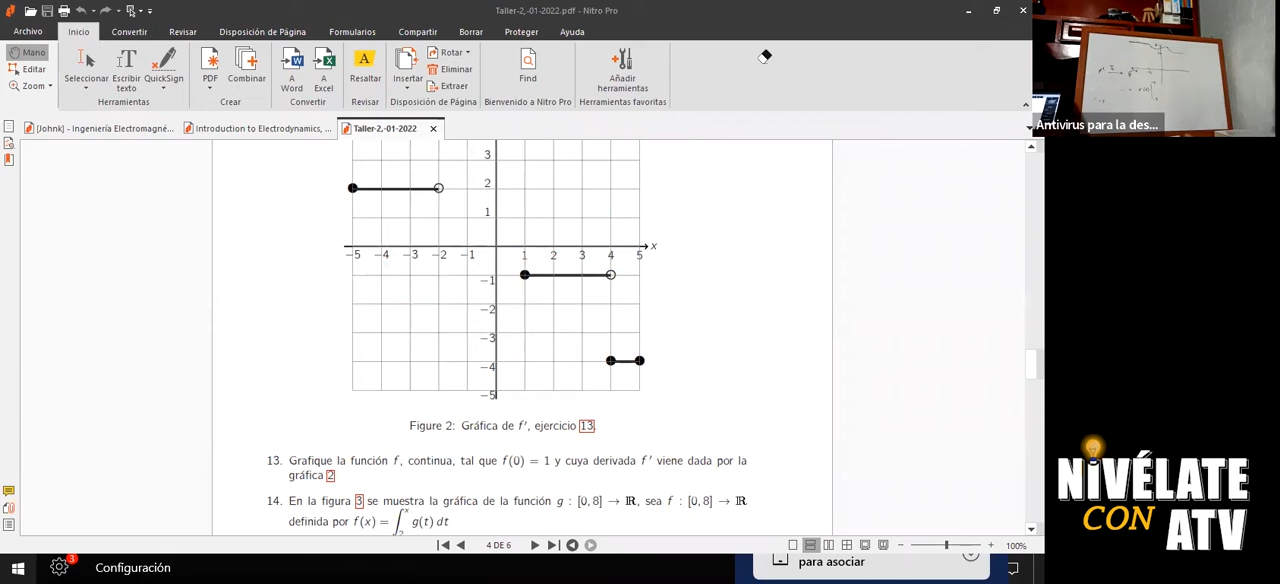 Taller-2,-01-2022.pdf - Nitro Pro
Archivo Inicio Convertir Revisar Disposición de Página Formularios Compartir Borrar Proteger Ayuda
Mano
Editar
Zoom
Seleccionar
Escribir texto
QuickSign
Herramientas
PDF
Combinar
Crear
A Word
A Excel
Convertir
Resaltar
Revisar
Insertar
Rotar
Eliminar
Extraer
Disposición de Página
Find
Bienvenido a Nitro Pro
Añadir herramientas
Herramientas favoritas
Antivirus para la des...
[Johnk] - Ingeniería Electromagné... Introduction to Electrodynamics, ... Taller-2,-01-2022
3
2
1
x
−5 −4 −3 −2 −1 1 2 3 4 5
−1
−2
−3
−4
−5
Figure 2: Gráfica de f′, ejercicio 13.
13. Grafique la función f, continua, tal que f(0) = 1 y cuya derivada f′ viene dada por la
gráfica 2
14. En la figura 3 se muestra la gráfica de la función g : [0, 8] → ℝ, sea f : [0, 8] → ℝ
definida por f(x) = ∫₂ˣ g(t) dt
NIVÉLATE
CON ATV
4 DE 6
100%
3
Configuración
para asociar